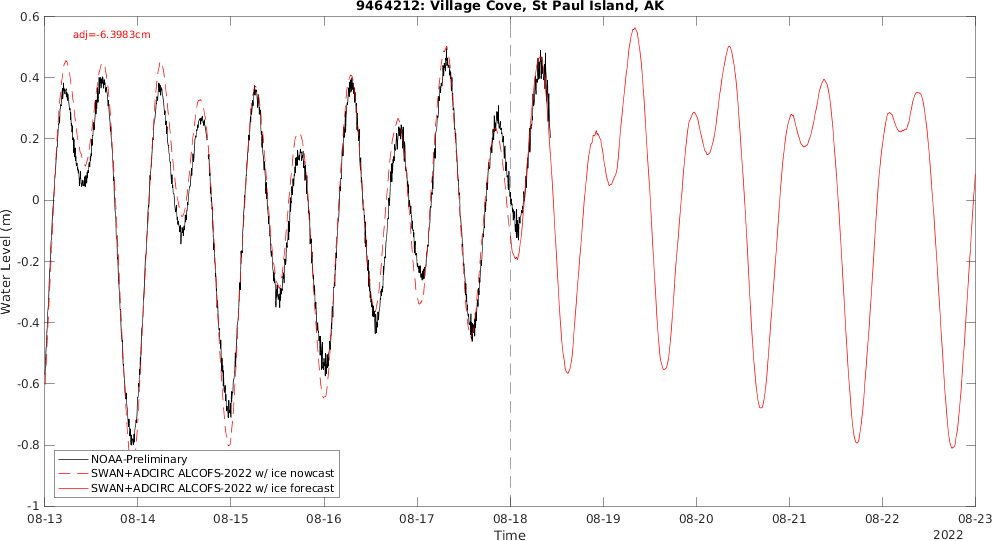 9464212: Village Cove, St Paul Island, AK
adj=-6.3983cm
Water Level (m)
0.6
0.4
0.2
0
-0.2
-0.4
-0.6
-0.8
-1
NOAA-Preliminary
SWAN+ADCIRC ALCOFS-2022 w/ ice nowcast
SWAN+ADCIRC ALCOFS-2022 w/ ice forecast
08-13 08-14 08-15 08-16 08-17 08-18 08-19 08-20 08-21 08-22 08-23
Time
2022